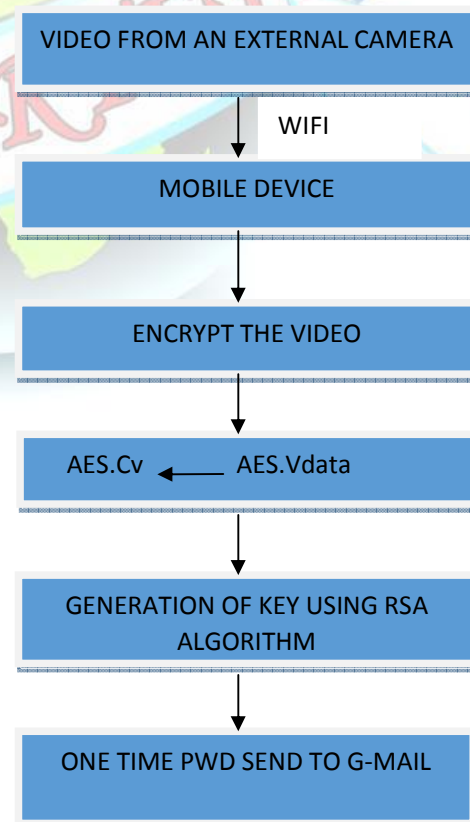 VIDEO FROM AN EXTERNAL CAMERA
WIFI
MOBILE DEVICE
ENCRYPT THE VIDEO
AES.Cv AES.Vdata
GENERATION OF KEY USING RSA
ALGORITHM
ONE TIME PWD SEND TO G-MAIL